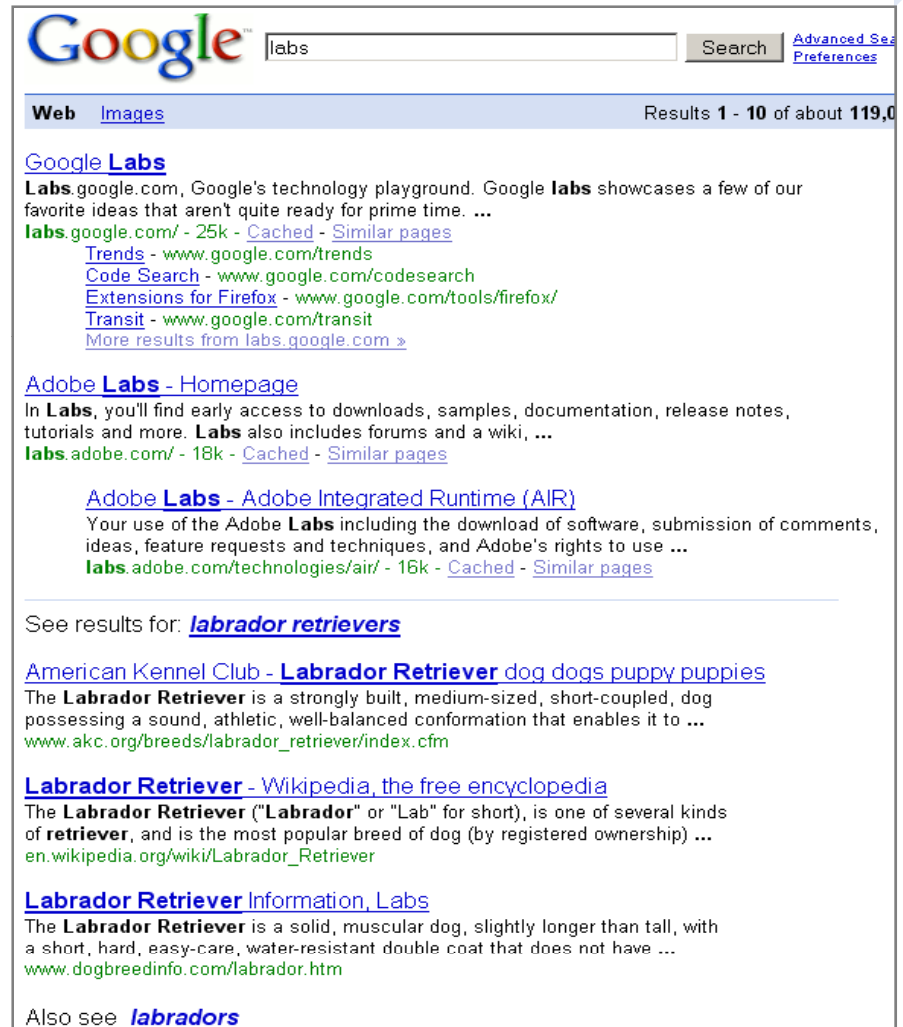 Google™ labs Search Advanced Sea
Preferences
Web Images Results 1 - 10 of about 119,0
Google Labs
Labs.google.com, Google's technology playground. Google labs showcases a few of our
favorite ideas that aren't quite ready for prime time. ...
labs.google.com/ - 25k - Cached - Similar pages
Trends - www.google.com/trends
Code Search - www.google.com/codesearch
Extensions for Firefox - www.google.com/tools/firefox/
Transit - www.google.com/transit
More results from labs.google.com »
Adobe Labs - Homepage
In Labs, you'll find early access to downloads, samples, documentation, release notes,
tutorials and more. Labs also includes forums and a wiki, ...
labs.adobe.com/ - 18k - Cached - Similar pages
Adobe Labs - Adobe Integrated Runtime (AIR)
Your use of the Adobe Labs including the download of software, submission of comments,
ideas, feature requests and techniques, and Adobe's rights to use ...
labs.adobe.com/technologies/air/ - 16k - Cached - Similar pages
See results for: labrador retrievers
American Kennel Club - Labrador Retriever dog dogs puppy puppies
The Labrador Retriever is a strongly built, medium-sized, short-coupled, dog
possessing a sound, athletic, well-balanced conformation that enables it to ...
www.akc.org/breeds/labrador_retriever/index.cfm
Labrador Retriever - Wikipedia, the free encyclopedia
The Labrador Retriever ("Labrador" or "Lab" for short), is one of several kinds
of retriever, and is the most popular breed of dog (by registered ownership) ...
en.wikipedia.org/wiki/Labrador_Retriever
Labrador Retriever Information, Labs
The Labrador Retriever is a solid, muscular dog, slightly longer than tall, with
a short, hard, easy-care, water-resistant double coat that does not have ...
www.dogbreedinfo.com/labrador.htm
Also see labradors